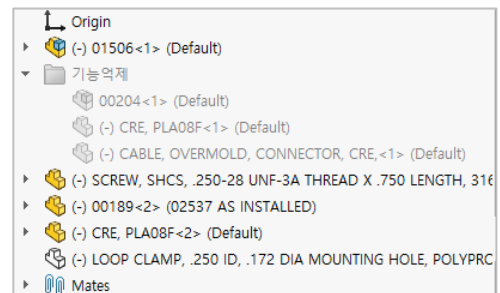 Origin
(-) 01506<1> (Default)
기능억제
00204<1> (Default)
(-) CRE, PLA08F<1> (Default)
(-) CABLE, OVERMOLD, CONNECTOR, CRE,<1> (Default)
(-) SCREW, SHCS, .250-28 UNF-3A THREAD X .750 LENGTH, 316
(-) 00189<2> (02537 AS INSTALLED)
(-) CRE, PLA08F<2> (Default)
(-) LOOP CLAMP, .250 ID, .172 DIA MOUNTING HOLE, POLYPRO
Mates